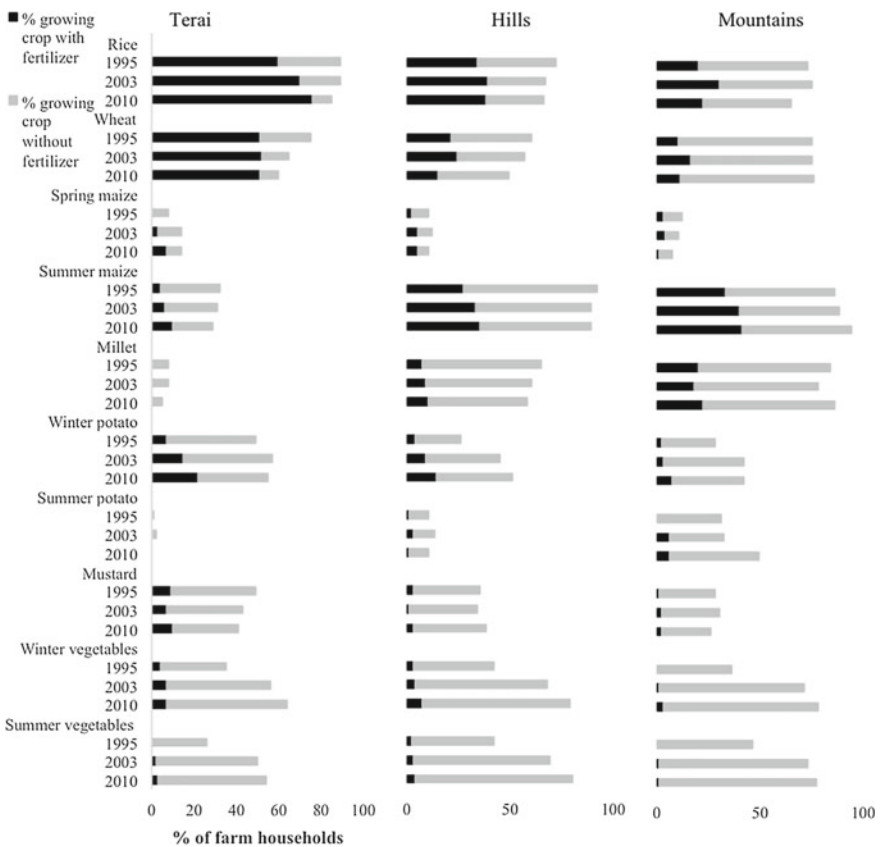 % growing
crop with
fertilizer
% growing
crop
without
fertilizer
Terai
Hills
Mountains
Rice
1995
2003
2010
Wheat
1995
2003
2010
Spring maize
1995
2003
2010
Summer maize
1995
2003
2010
Millet
1995
2003
2010
Winter potato
1995
2003
2010
Summer potato
1995
2003
2010
Mustard
1995
2003
2010
Winter vegetables
1995
2003
2010
Summer vegetables
1995
2003
2010
0 20 40 60 80 100
0 50 100
0 50 100
% of farm households